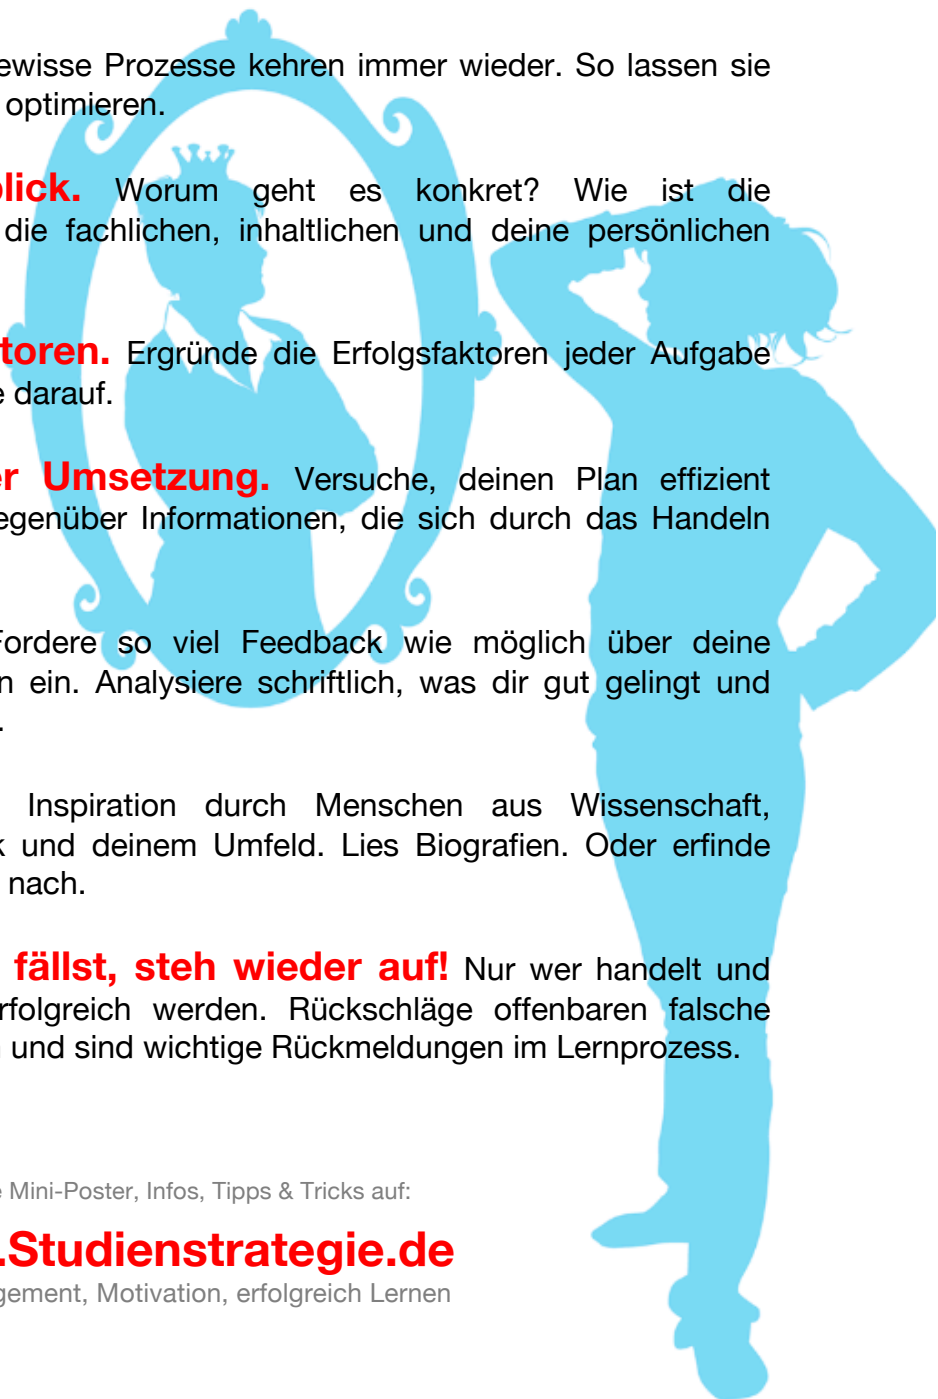 ewisse Prozesse kehren immer wieder. So lassen sie
optimieren.
lick. Worum geht es konkret? Wie ist die
die fachlichen, inhaltlichen und deine persönlichen
toren. Ergründe die Erfolgsfaktoren jeder Aufgabe
e darauf.
er Umsetzung. Versuche, deinen Plan effizient
egenüber Informationen, die sich durch das Handeln
Fordere so viel Feedback wie möglich über deine
n ein. Analysiere schriftlich, was dir gut gelingt und
.
Inspiration durch Menschen aus Wissenschaft,
k und deinem Umfeld. Lies Biografien. Oder erfinde
nach.
fällst, steh wieder auf! Nur wer handelt und
rfolgreich werden. Rückschläge offenbaren falsche
und sind wichtige Rückmeldungen im Lernprozess.
e Mini-Poster, Infos, Tipps & Tricks auf:
.Studienstrategie.de
gement, Motivation, erfolgreich Lernen